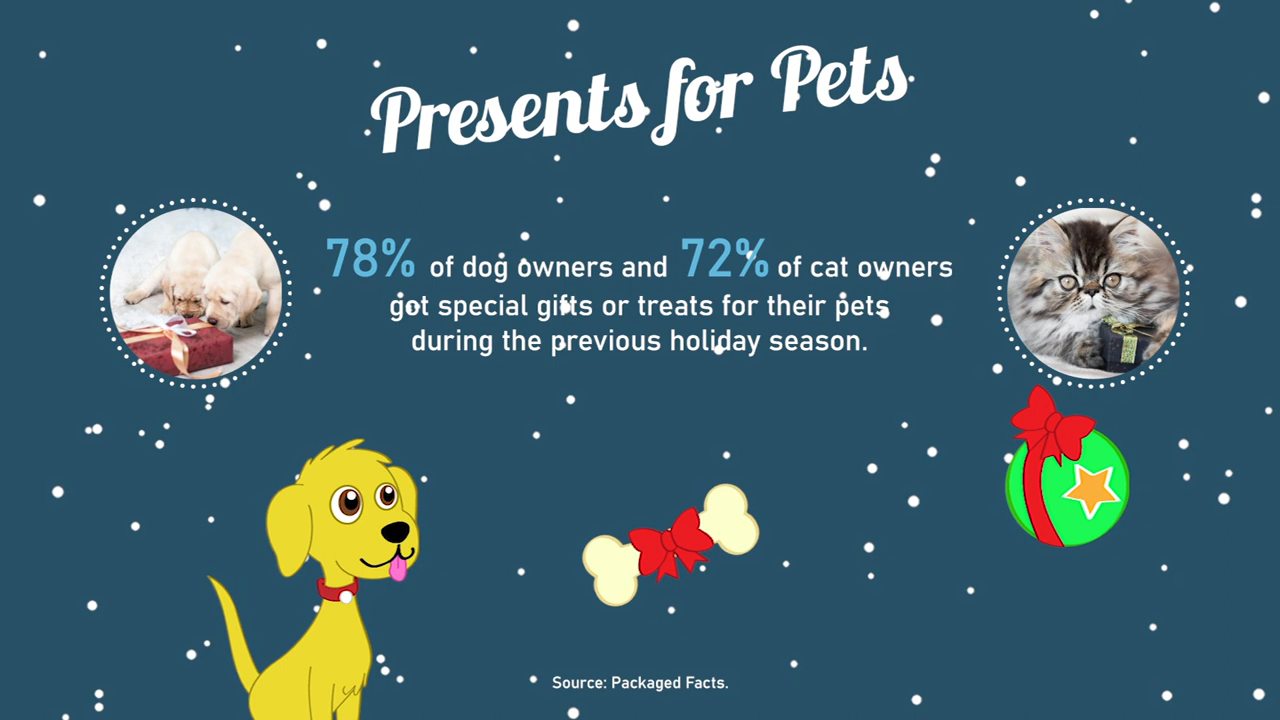 Presents for Pets
78% of dog owners and 72% of cat owners
got special gifts or treats for their pets
during the previous holiday season.
Source: Packaged Facts.